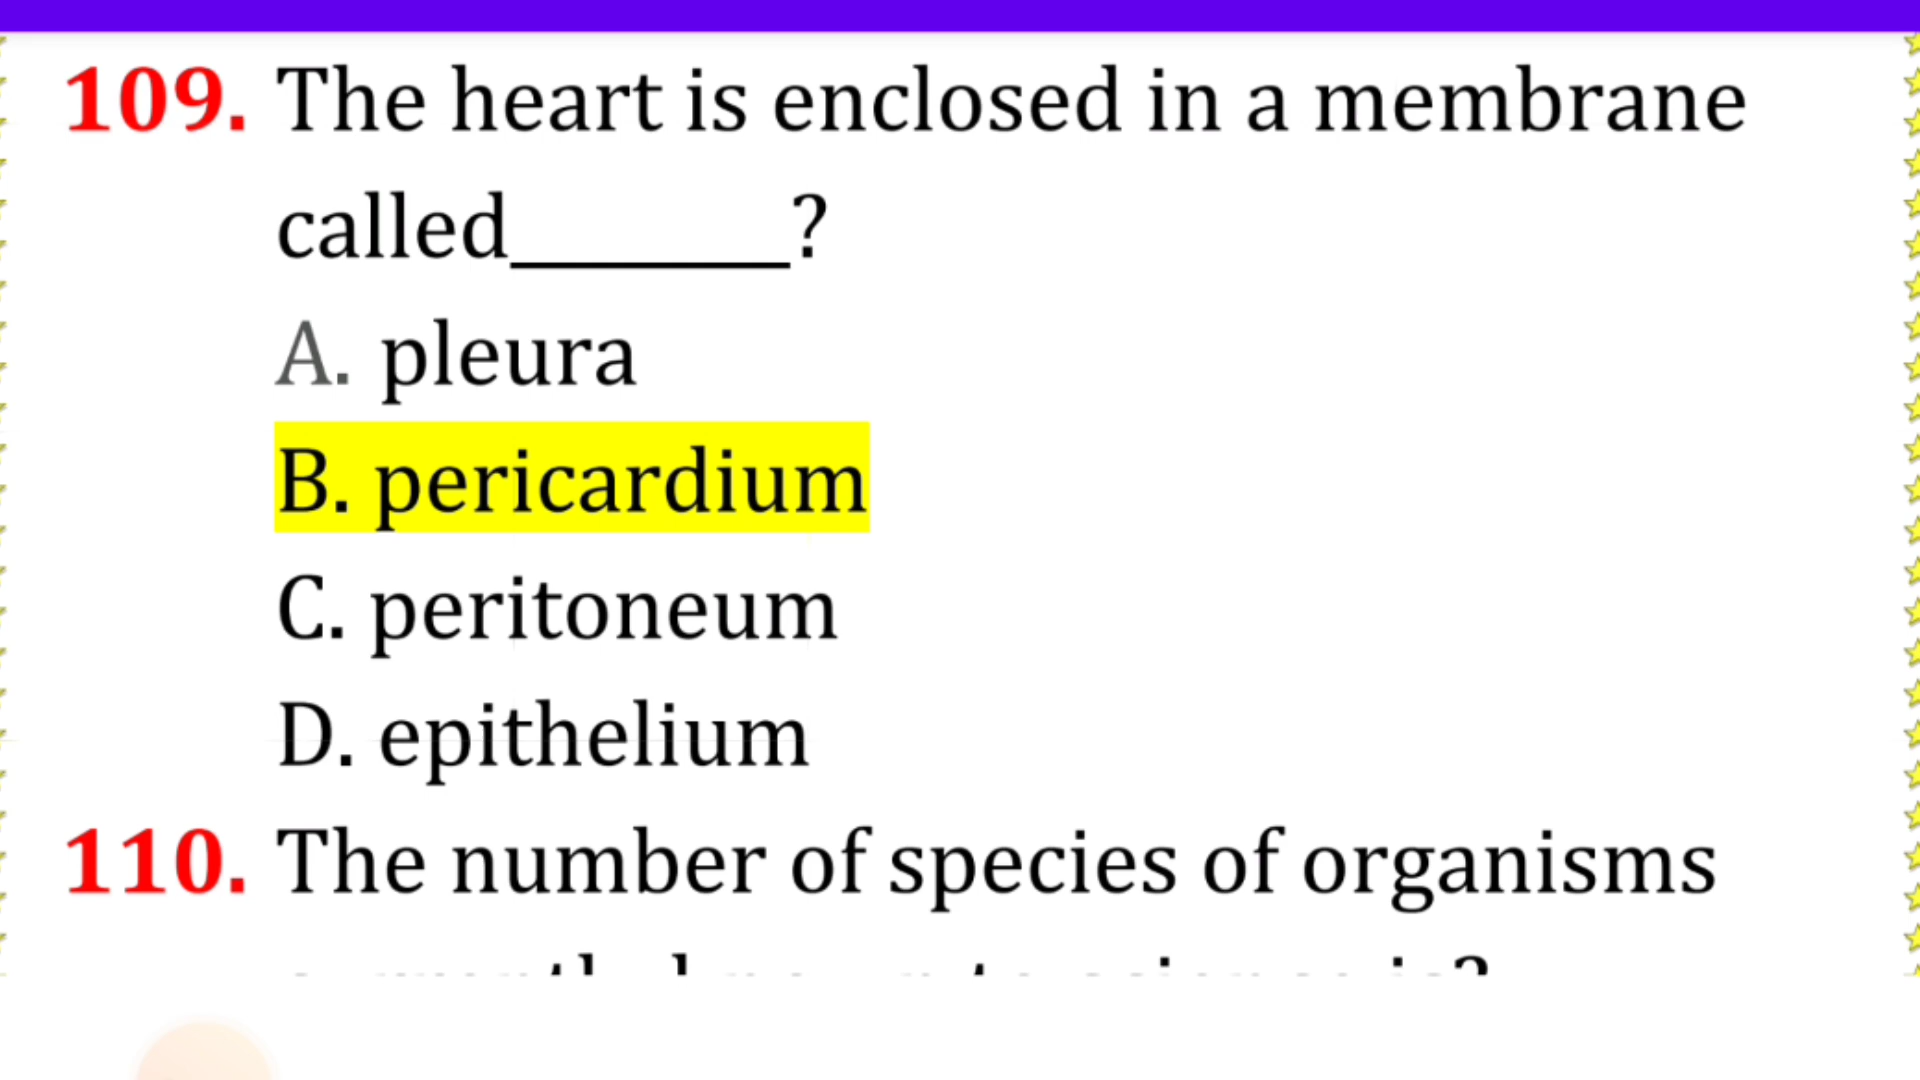 109. The heart is enclosed in a membrane
called________?
A. pleura
B. pericardium
C. peritoneum
D. epithelium
110. The number of species of organisms